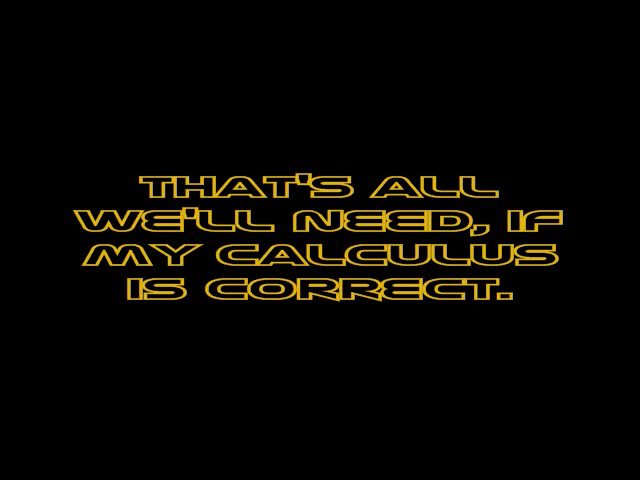 THAT'S ALL
WE'LL NEED, IF
MY CALCULUS
IS CORRECT.